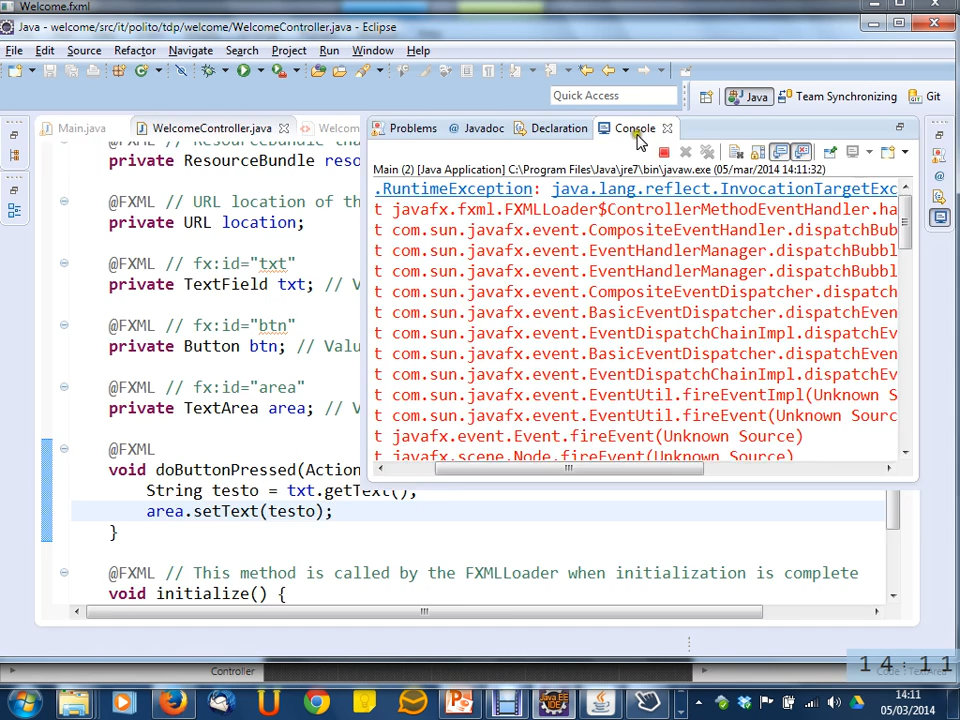 Welcome.fxml
Java - welcome/src/it/polito/tdp/welcome/WelcomeController.java - Eclipse
File Edit Source Refactor Navigate Search Project Run Window Help
Quick Access
Java Team Synchronizing Git
Main.java WelcomeController.java Welcom
Problems @ Javadoc Declaration Console
Main (2) [Java Application] C:\Program Files\Java\jre7\bin\javaw.exe (05/mar/2014 14:11:32)
.RuntimeException: java.lang.reflect.InvocationTargetExc
t javafx.fxml.FXMLLoader$ControllerMethodEventHandler.ha
t com.sun.javafx.event.CompositeEventHandler.dispatchBub
t com.sun.javafx.event.EventHandlerManager.dispatchBubbl
t com.sun.javafx.event.EventHandlerManager.dispatchBubbl
t com.sun.javafx.event.CompositeEventDispatcher.dispatch
t com.sun.javafx.event.BasicEventDispatcher.dispatchEven
t com.sun.javafx.event.EventDispatchChainImpl.dispatchEv
t com.sun.javafx.event.BasicEventDispatcher.dispatchEven
t com.sun.javafx.event.EventDispatchChainImpl.dispatchEv
t com.sun.javafx.event.EventUtil.fireEventImpl(Unknown S
t com.sun.javafx.event.EventUtil.fireEvent(Unknown Sourc
t javafx.event.Event.fireEvent(Unknown Source)
t javafx.scene.Node.fireEvent(Unknown Source)
private ResourceBundle reso
@FXML // URL location of th
private URL location;
@FXML // fx:id="txt"
private TextField txt; // V
@FXML // fx:id="btn"
private Button btn; // Valu
@FXML // fx:id="area"
private TextArea area; // V
@FXML
void doButtonPressed(Action
String testo = txt.getText();
area.setText(testo);
}
@FXML // This method is called by the FXMLLoader when initialization is complete
void initialize() {
Controller
14:11
14:11
05/03/2014